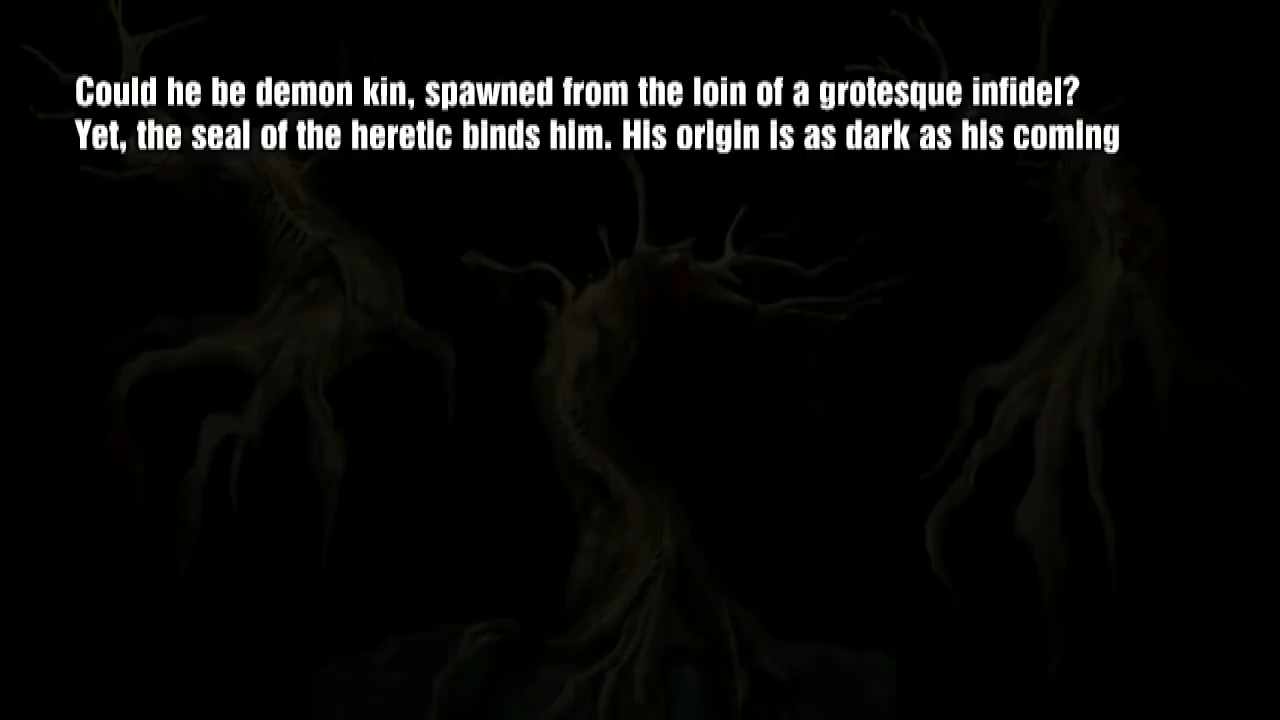 Could he be demon kin, spawned from the loin of a grotesque infidel?
Yet, the seal of the heretic binds him. His origin is as dark as his coming